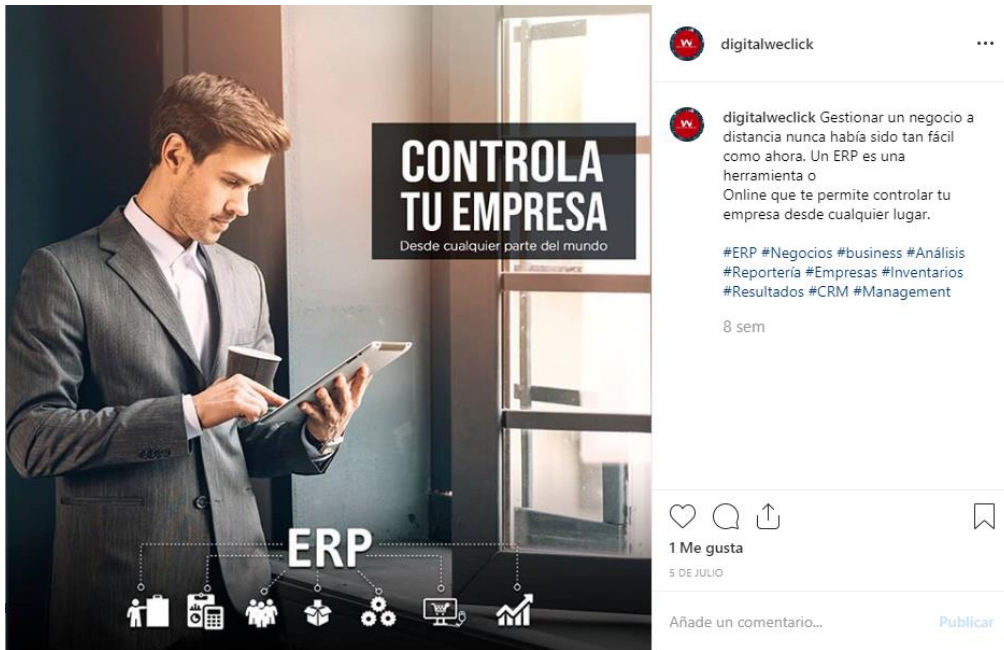 CONTROLA
TU EMPRESA
Desde cualquier parte del mundo
ERP
digitalweclick
digitalweclick Gestionar un negocio a
distancia nunca había sido tan fácil
como ahora. Un ERP es una
herramienta o
Online que te permite controlar tu
empresa desde cualquier lugar.
#ERP #Negocios #business #Análisis
#Reportería #Empresas #Inventarios
#Resultados #CRM #Management
8 sem
1 Me gusta
5 DE JULIO
Añade un comentario...
Publicar